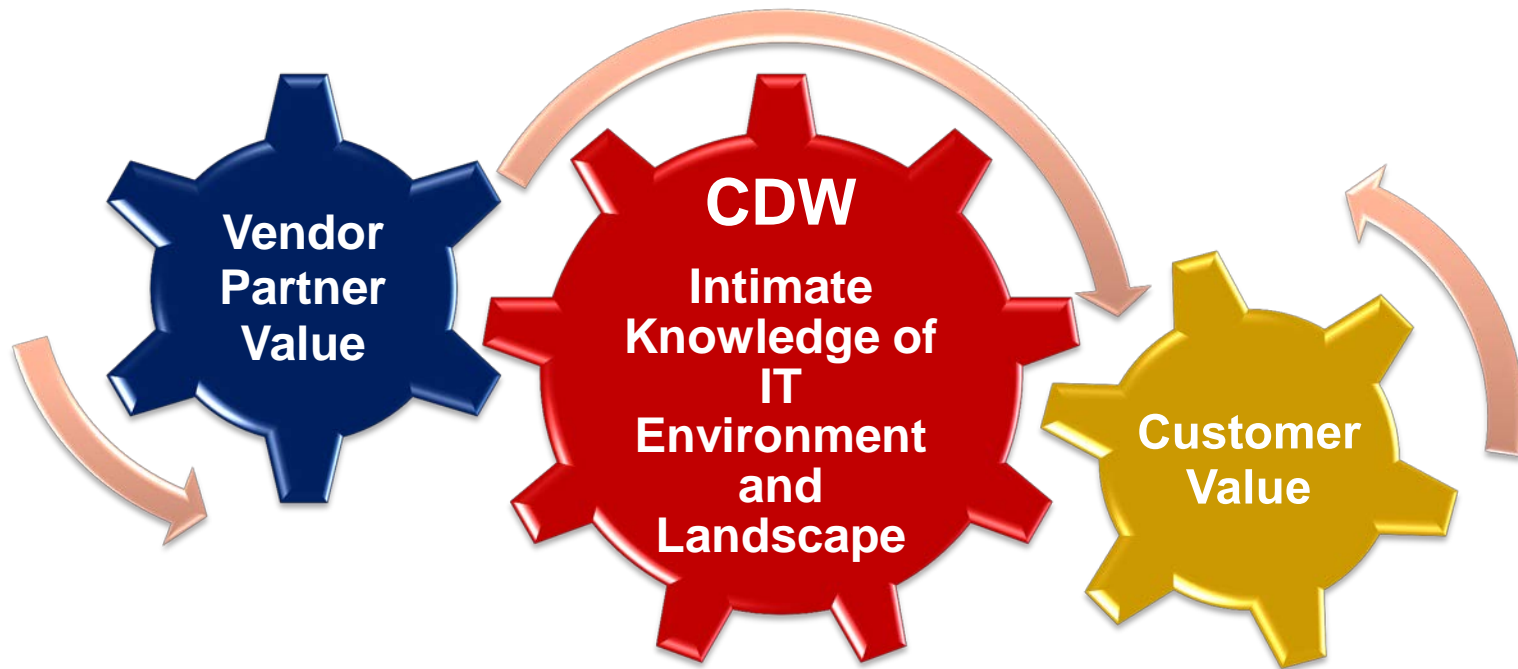 Vendor
Partner
Value
CDW
Intimate
Knowledge of
IT
Environment
and
Landscape
Customer
Value